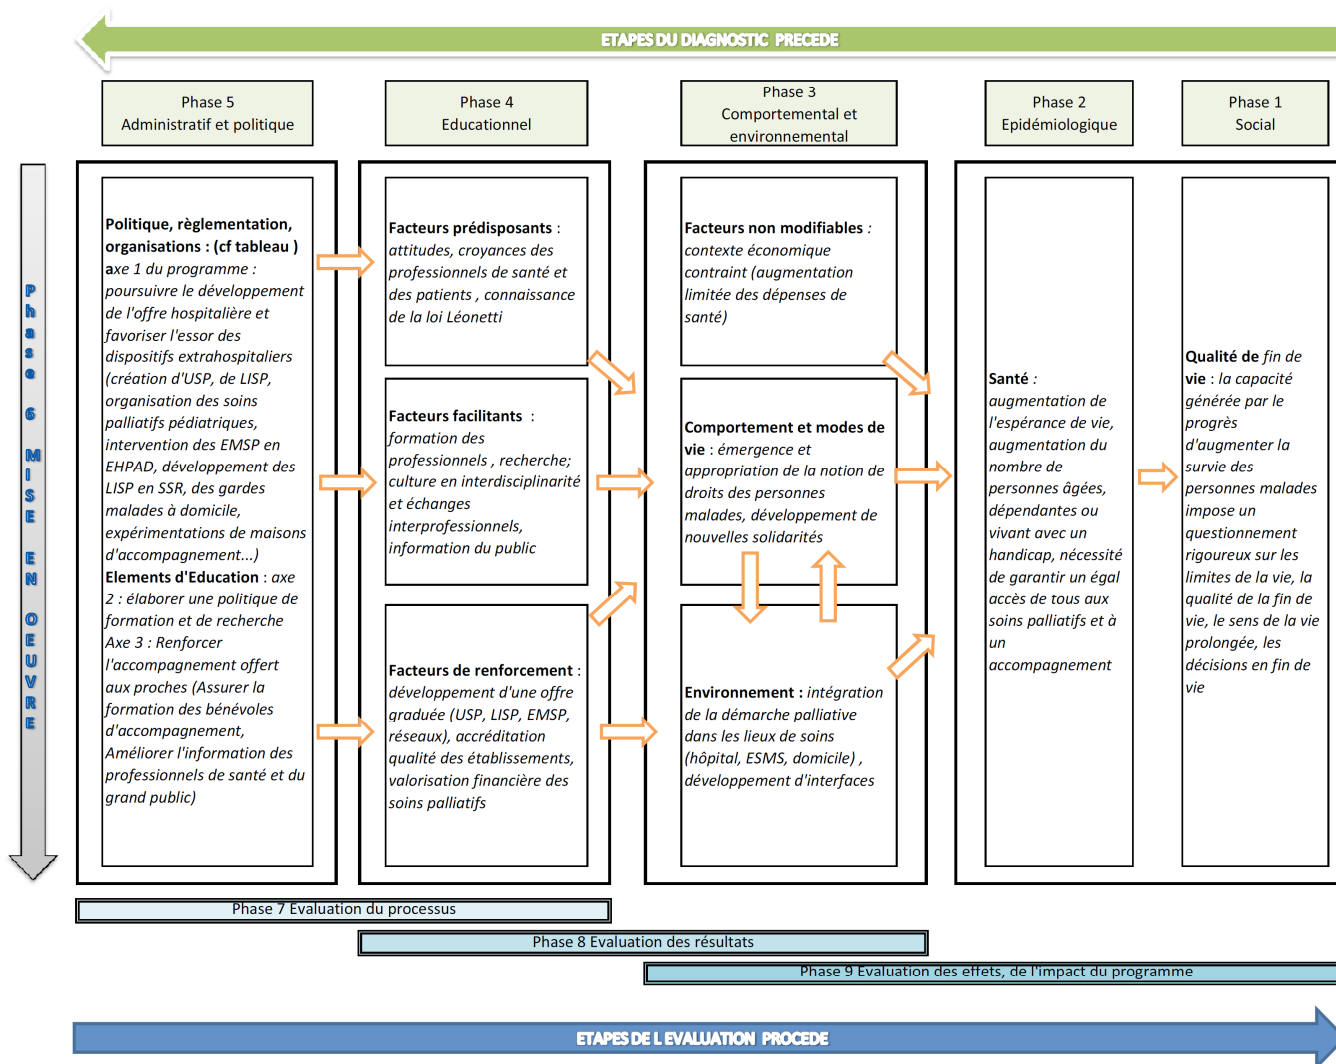 ETAPES DU DIAGNOSTIC PRECEDE
Phase 5
Administratif et politique
Phase 4
Educationnel
Phase 3
Comportemental et
environnemental
Phase 2
Epidémiologique
Phase 1
Social
Phase 6 MISE EN OEUVRE
Politique, règlementation,
organisations : (cf tableau )
axe 1 du programme :
poursuivre le développement
de l'offre hospitalière et
favoriser l'essor des
dispositifs extrahospitaliers
(création d'USP, de LISP,
organisation des soins
palliatifs pédiatriques,
intervention des EMSP en
EHPAD, développement des
LISP en SSR, des gardes
malades à domicile,
expérimentations de maisons
d'accompagnement...)
Elements d'Education : axe
2 : élaborer une politique de
formation et de recherche
Axe 3 : Renforcer
l'accompagnement offert
aux proches (Assurer la
formation des bénévoles
d'accompagnement,
Améliorer l'information des
professionnels de santé et du
grand public)
Facteurs prédisposants :
attitudes, croyances des
professionnels de santé et
des patients , connaissance
de la loi Léonetti
Facteurs facilitants :
formation des
professionnels , recherche;
culture en interdisciplinarité
et échanges
interprofessionnels,
information du public
Facteurs de renforcement :
développement d'une offre
graduée (USP, LISP, EMSP,
réseaux), accréditation
qualité des établissements,
valorisation financière des
soins palliatifs
Facteurs non modifiables :
contexte économique
contraint (augmentation
limitée des dépenses de
santé)
Comportement et modes de
vie : émergence et
appropriation de la notion de
droits des personnes
malades, développement de
nouvelles solidarités
Environnement : intégration
de la démarche palliative
dans les lieux de soins
(hôpital, ESMS, domicile) ,
développement d'interfaces
Santé :
augmentation de
l'espérance de vie,
augmentation du
nombre de
personnes âgées,
dépendantes ou
vivant avec un
handicap, nécessité
de garantir un égal
accès de tous aux
soins palliatifs et à
un
accompagnement
Qualité de fin de
vie : la capacité
générée par le
progrès
d'augmenter la
survie des
personnes malades
impose un
questionnement
rigoureux sur les
limites de la vie, la
qualité de la fin de
vie, le sens de la vie
prolongée, les
décisions en fin de
vie
Phase 7 Evaluation du processus
Phase 8 Evaluation des résultats
Phase 9 Evaluation des effets, de l'impact du programme
ETAPES DE L EVALUATION PROCEDE